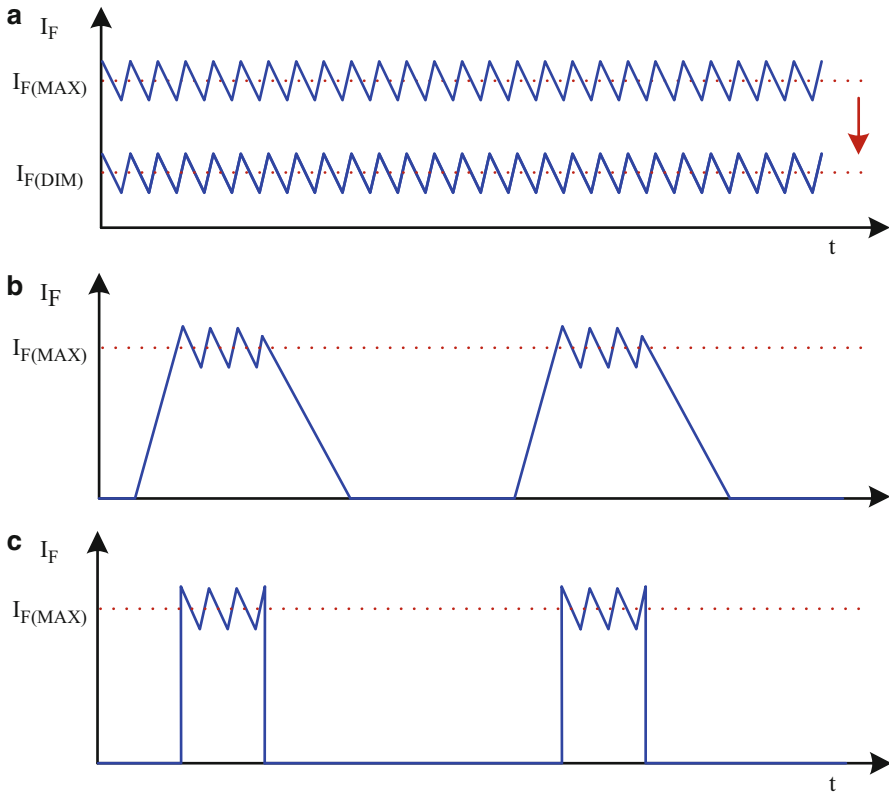 a
I_F
I_F(MAX)
I_F(DIM)
t
b
I_F
I_F(MAX)
c
I_F
I_F(MAX)
t